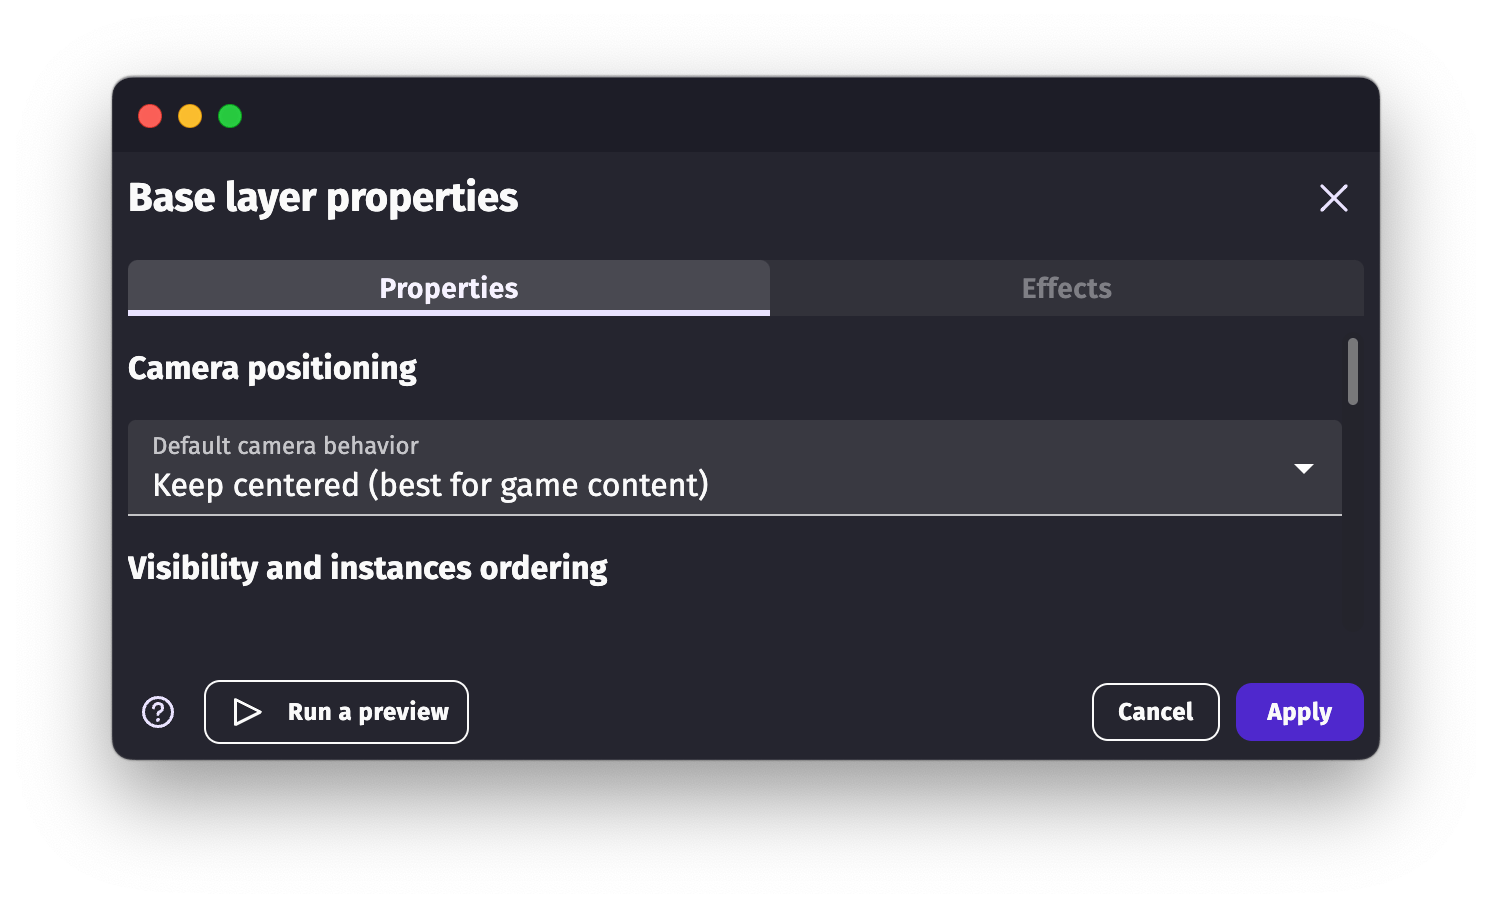 Base layer properties
Properties
Effects
Camera positioning
Default camera behavior
Keep centered (best for game content)
Visibility and instances ordering
Run a preview
Cancel
Apply